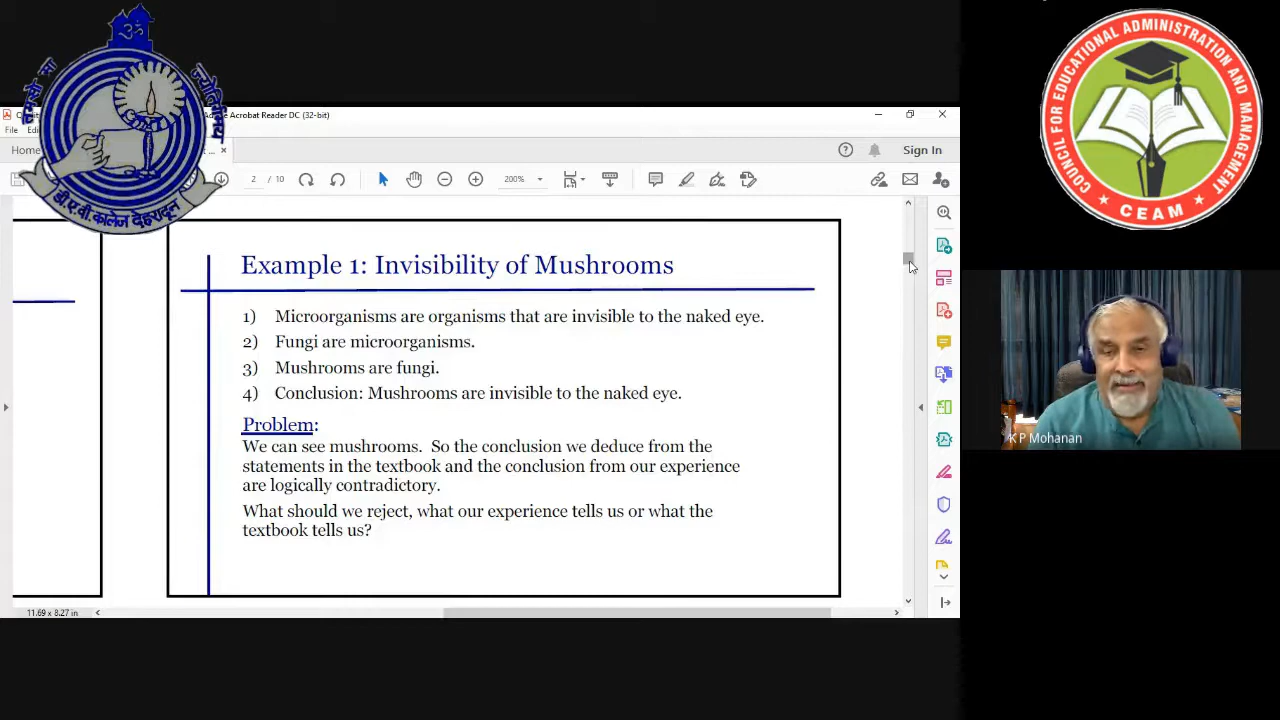 Acrobat Reader DC (32-bit)
File
Home
Sign In
2 / 10
200%
Example 1: Invisibility of Mushrooms
1) Microorganisms are organisms that are invisible to the naked eye.
2) Fungi are microorganisms.
3) Mushrooms are fungi.
4) Conclusion: Mushrooms are invisible to the naked eye.
Problem:
We can see mushrooms. So the conclusion we deduce from the
statements in the textbook and the conclusion from our experience
are logically contradictory.
What should we reject, what our experience tells us or what the
textbook tells us?
11.69 x 8.27 in
डी.ए.वी. कालेज देहरादून
COUNCIL FOR EDUCATIONAL ADMINISTRATION AND MANAGEMENT
CEAM
K P Mohanan